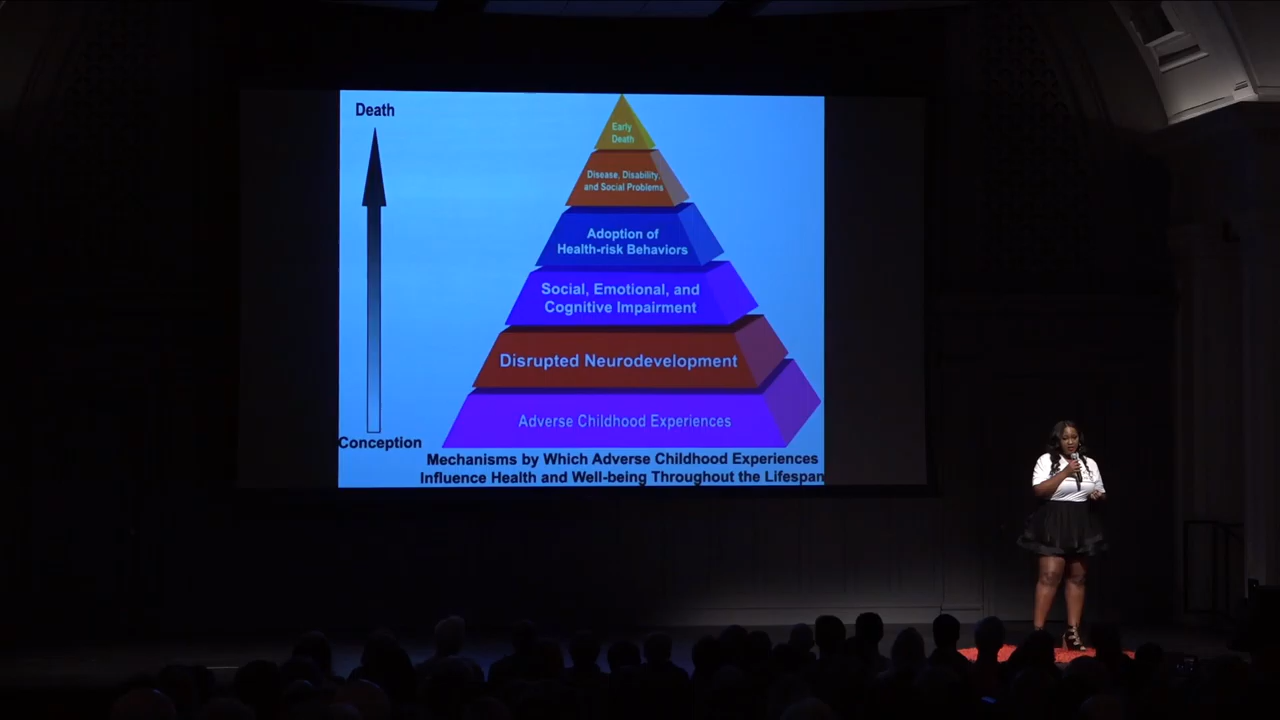 Death
Early
Death
Disease, Disability,
and Social Problems
Adoption of
Health-risk Behaviors
Social, Emotional, and
Cognitive Impairment
Disrupted Neurodevelopment
Adverse Childhood Experiences
Conception
Mechanisms by Which Adverse Childhood Experiences
Influence Health and Well-being Throughout the Lifespan